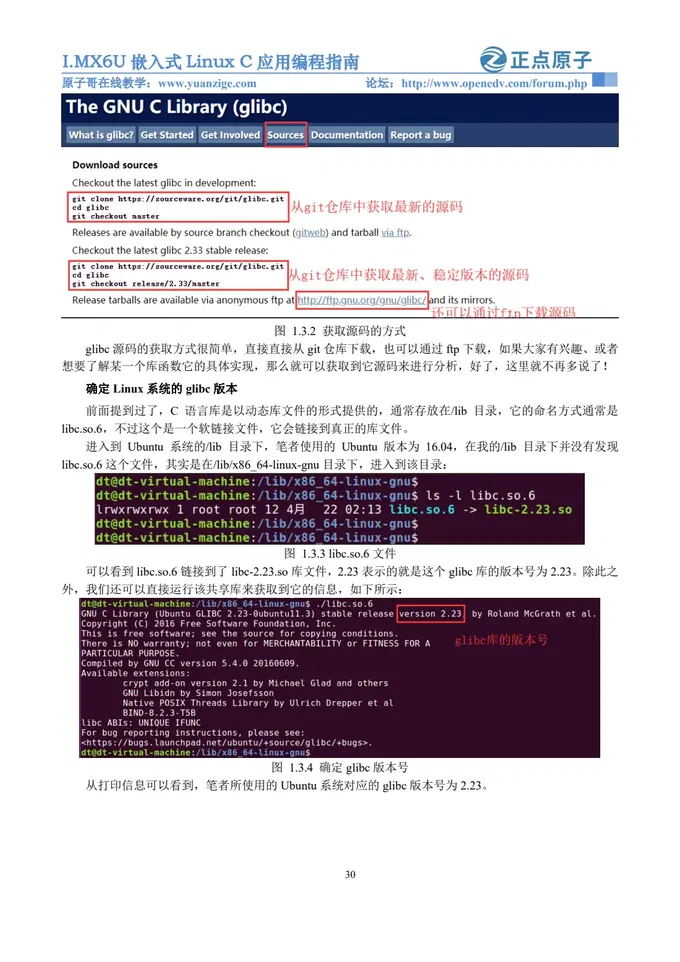 I.MX6U 嵌入式 Linux C 应用编程指南
正点原子
原子哥在线教学：www.yuanzige.com 论坛：http://www.openedv.com/forum.php
The GNU C Library (glibc)
What is glibc? Get Started Get Involved Sources Documentation Report a bug
Download sources
Checkout the latest glibc in development:
git clone https://sourceware.org/git/glibc.git
cd glibc
git checkout master
从git仓库中获取最新的源码
Releases are available by source branch checkout (gitweb) and tarball via ftp.
Checkout the latest glibc 2.33 stable release:
git clone https://sourceware.org/git/glibc.git
cd glibc
git checkout release/2.33/master
从git仓库中获取最新、稳定版本的源码
Release tarballs are available via anonymous ftp at http://ftp.gnu.org/gnu/glibc/ and its mirrors.
还可以通过ftp下载源码
图 1.3.2 获取源码的方式
glibc 源码的获取方式很简单，直接直接从 git 仓库下载，也可以通过 ftp 下载，如果大家有兴趣、或者
想要了解某一个库函数它的具体实现，那么就可以获取到它源码来进行分析，好了，这里就不再多说了！
确定 Linux 系统的 glibc 版本
前面提到过了，C 语言库是以动态库文件的形式提供的，通常存放在/lib 目录，它的命名方式通常是
libc.so.6，不过这个是一个软链接文件，它会链接到真正的库文件。
进入到 Ubuntu 系统的/lib 目录下，笔者使用的 Ubuntu 版本为 16.04，在我的/lib 目录下并没有发现
libc.so.6 这个文件，其实是在/lib/x86_64-linux-gnu 目录下，进入到该目录：
dt@dt-virtual-machine:/lib/x86_64-linux-gnu$
dt@dt-virtual-machine:/lib/x86_64-linux-gnu$ ls -l libc.so.6
lrwxrwxrwx 1 root root 12 4月 22 02:13 libc.so.6 -> libc-2.23.so
dt@dt-virtual-machine:/lib/x86_64-linux-gnu$
dt@dt-virtual-machine:/lib/x86_64-linux-gnu$
图 1.3.3 libc.so.6 文件
可以看到 libc.so.6 链接到了 libc-2.23.so 库文件，2.23 表示的就是这个 glibc 库的版本号为 2.23。除此之
外，我们还可以直接运行该共享库来获取到它的信息，如下所示：
dt@dt-virtual-machine:/lib/x86_64-linux-gnu$ ./libc.so.6
GNU C Library (Ubuntu GLIBC 2.23-0ubuntu11.3) stable release version 2.23, by Roland McGrath et al.
Copyright (C) 2016 Free Software Foundation, Inc.
This is free software; see the source for copying conditions.
There is NO warranty; not even for MERCHANTABILITY or FITNESS FOR A
PARTICULAR PURPOSE.
glibc库的版本号
Compiled by GNU CC version 5.4.0 20160609.
Available extensions:
crypt add-on version 2.1 by Michael Glad and others
GNU Libidn by Simon Josefsson
Native POSIX Threads Library by Ulrich Drepper et al
BIND-8.2.3-T5B
libc ABIs: UNIQUE IFUNC
For bug reporting instructions, please see:
<https://bugs.launchpad.net/ubuntu/+source/glibc/+bugs>.
dt@dt-virtual-machine:/lib/x86_64-linux-gnu$
图 1.3.4 确定 glibc 版本号
从打印信息可以看到，笔者所使用的 Ubuntu 系统对应的 glibc 版本号为 2.23。
30